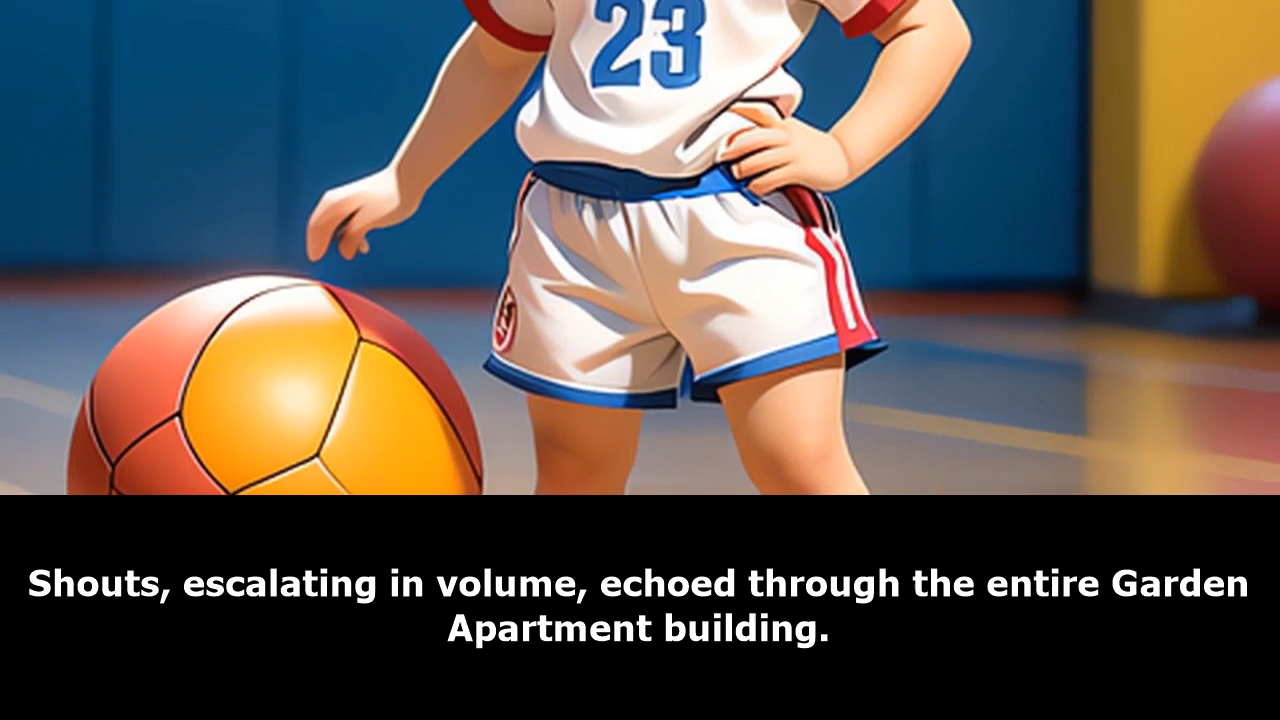 23
Shouts, escalating in volume, echoed through the entire Garden
Apartment building.